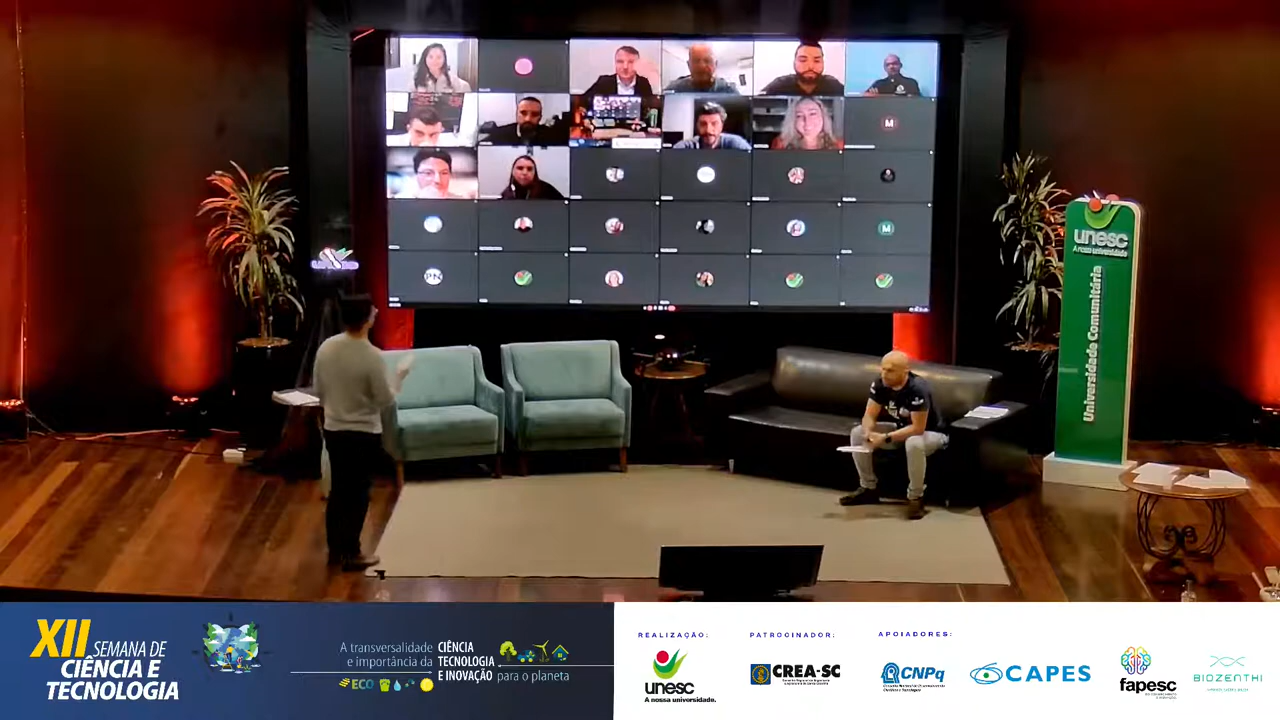 M
M
PN
unesc
A nossa universidade
Universidade Comunitária
XII SEMANA DE
CIÊNCIA E
TECNOLOGIA
A transversalidade
e importância da
CIÊNCIA
TECNOLOGIA
E INOVAÇÃO
para o planeta
ECO
REALIZAÇÃO:
unesc
A nossa universidade.
PATROCINADOR:
CREA-SC
APOIADORES:
CNPq
CAPES
fapesc
BIOZENTHI